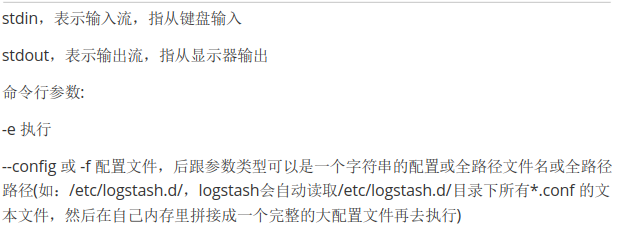 stdin，表示输入流，指从键盘输入
stdout，表示输出流，指从显示器输出
命令行参数:
-e 执行
--config 或 -f 配置文件，后跟参数类型可以是一个字符串的配置或全路径文件名或全路径
路径(如：/etc/logstash.d/，logstash会自动读取/etc/logstash.d/目录下所有*.conf 的文
本文件，然后在自己内存里拼接成一个完整的大配置文件再去执行)